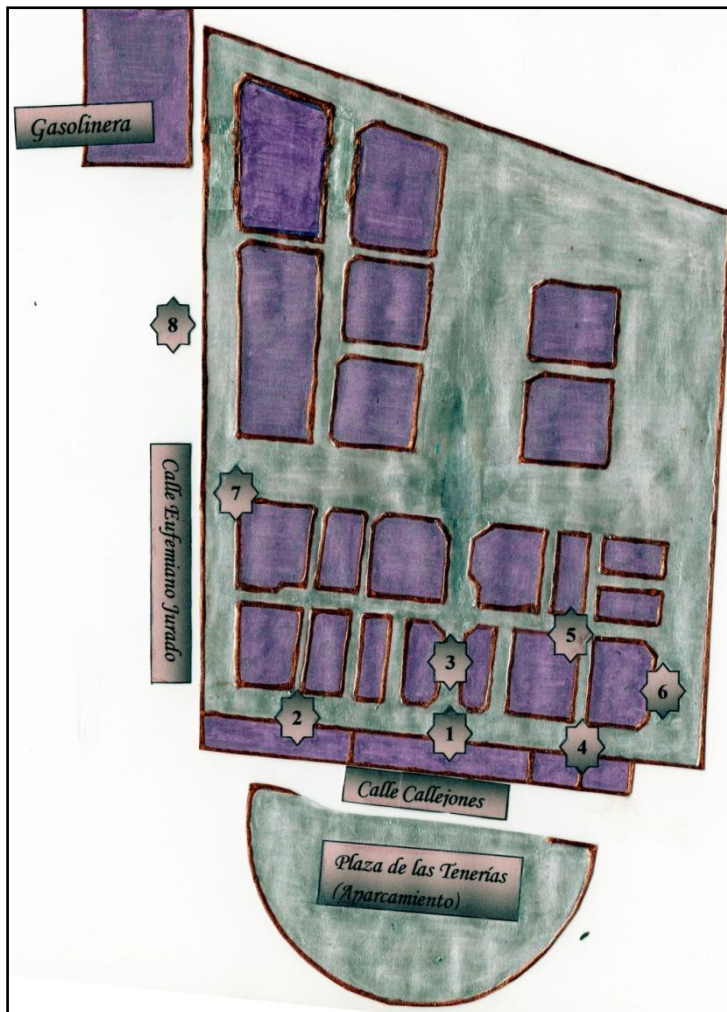 Gasolinera
8
Calle Eufemiano Jurado
7
5
3
6
2
1
4
Calle Callejones
Plaza de las Tenerías
(Aparcamiento)